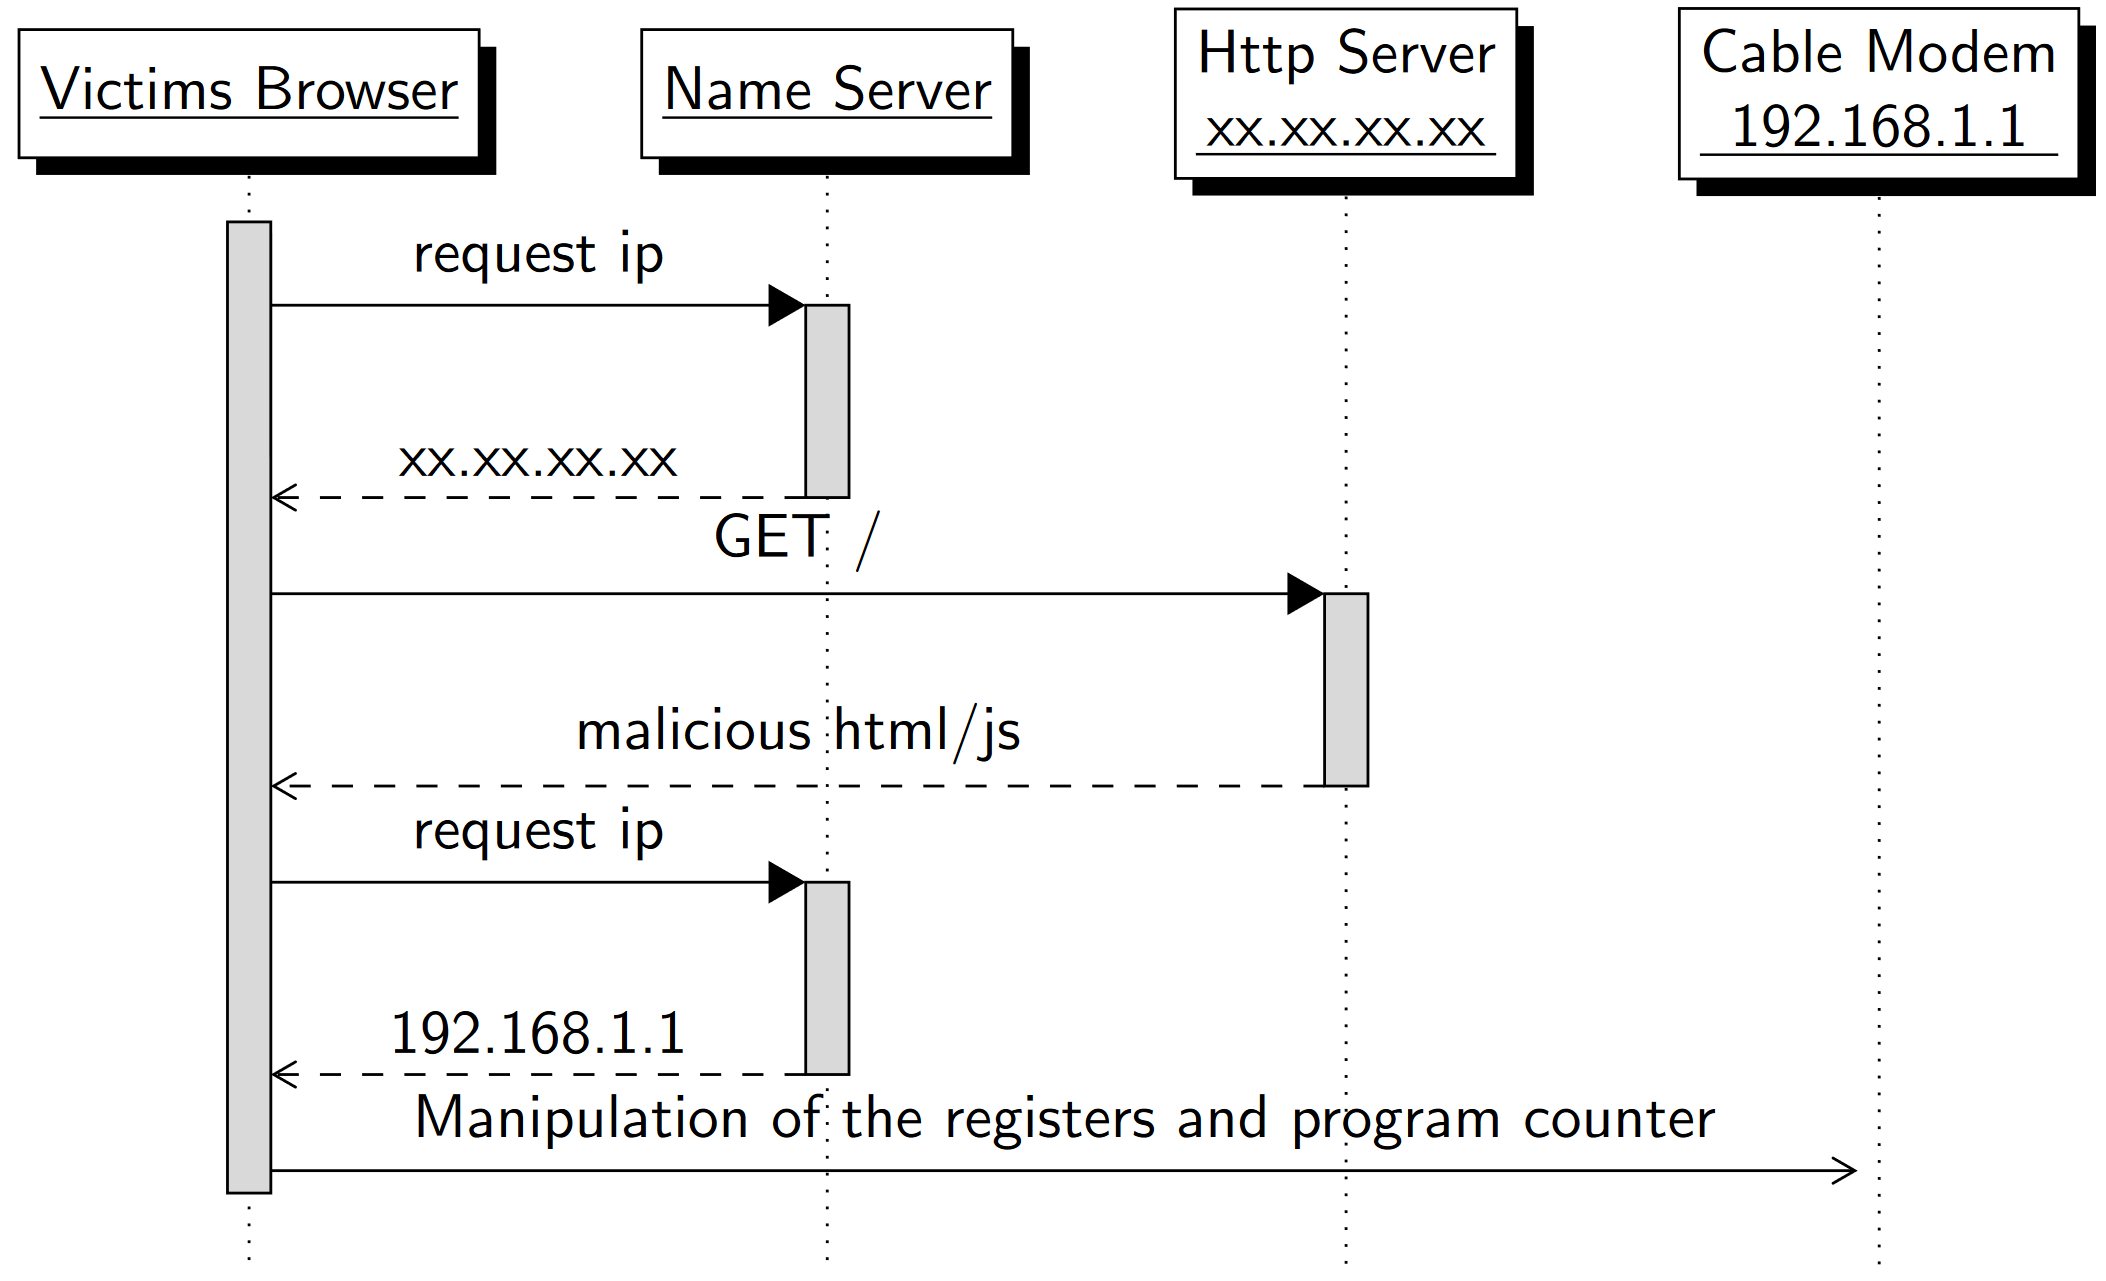 Victims Browser
Name Server
Http Server
xx.xx.xx.xx
Cable Modem
192.168.1.1
request ip
xx.xx.xx.xx
GET /
malicious html/js
request ip
192.168.1.1
Manipulation of the registers and program counter